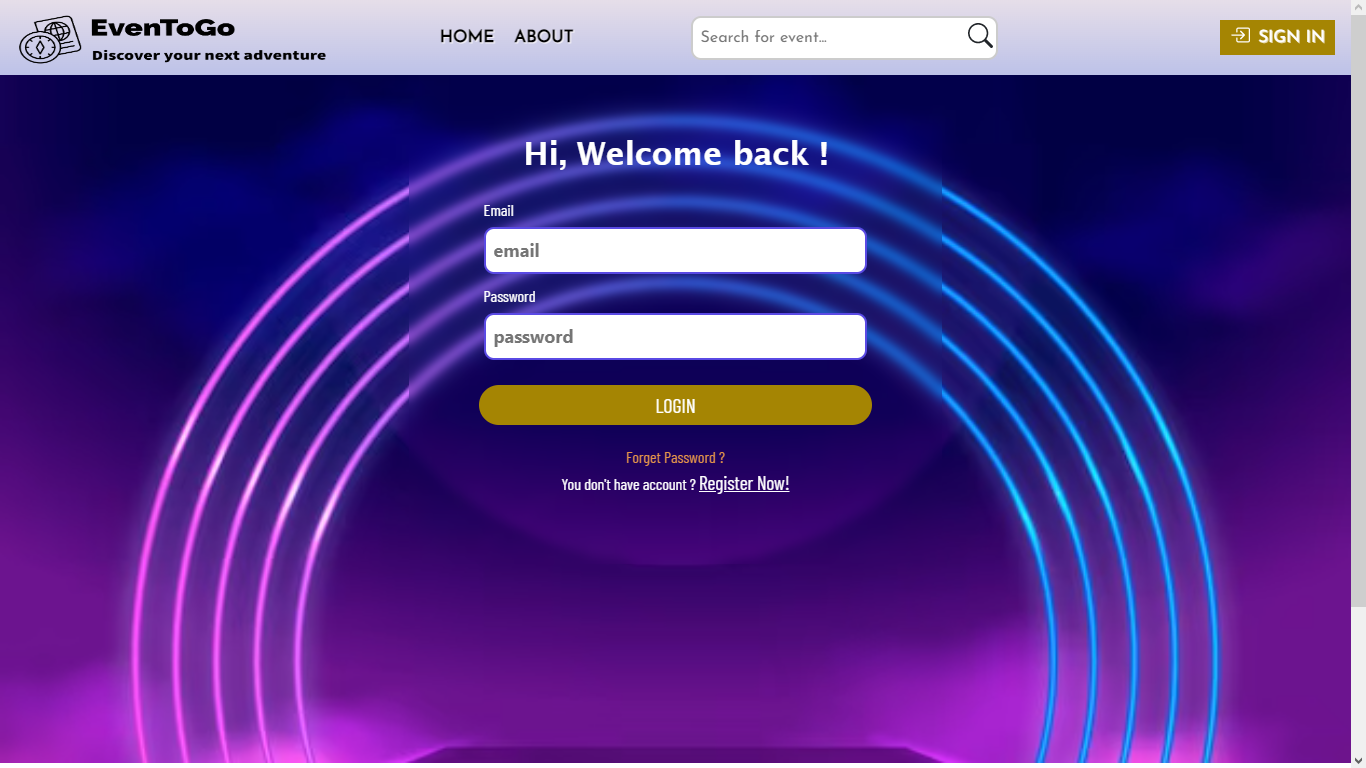 EvenToGo
Discover your next adventure
HOME ABOUT
Search for event...
SIGN IN
Hi, Welcome back !
Email
email
Password
password
LOGIN
Forget Password ?
You don't have account ? Register Now!